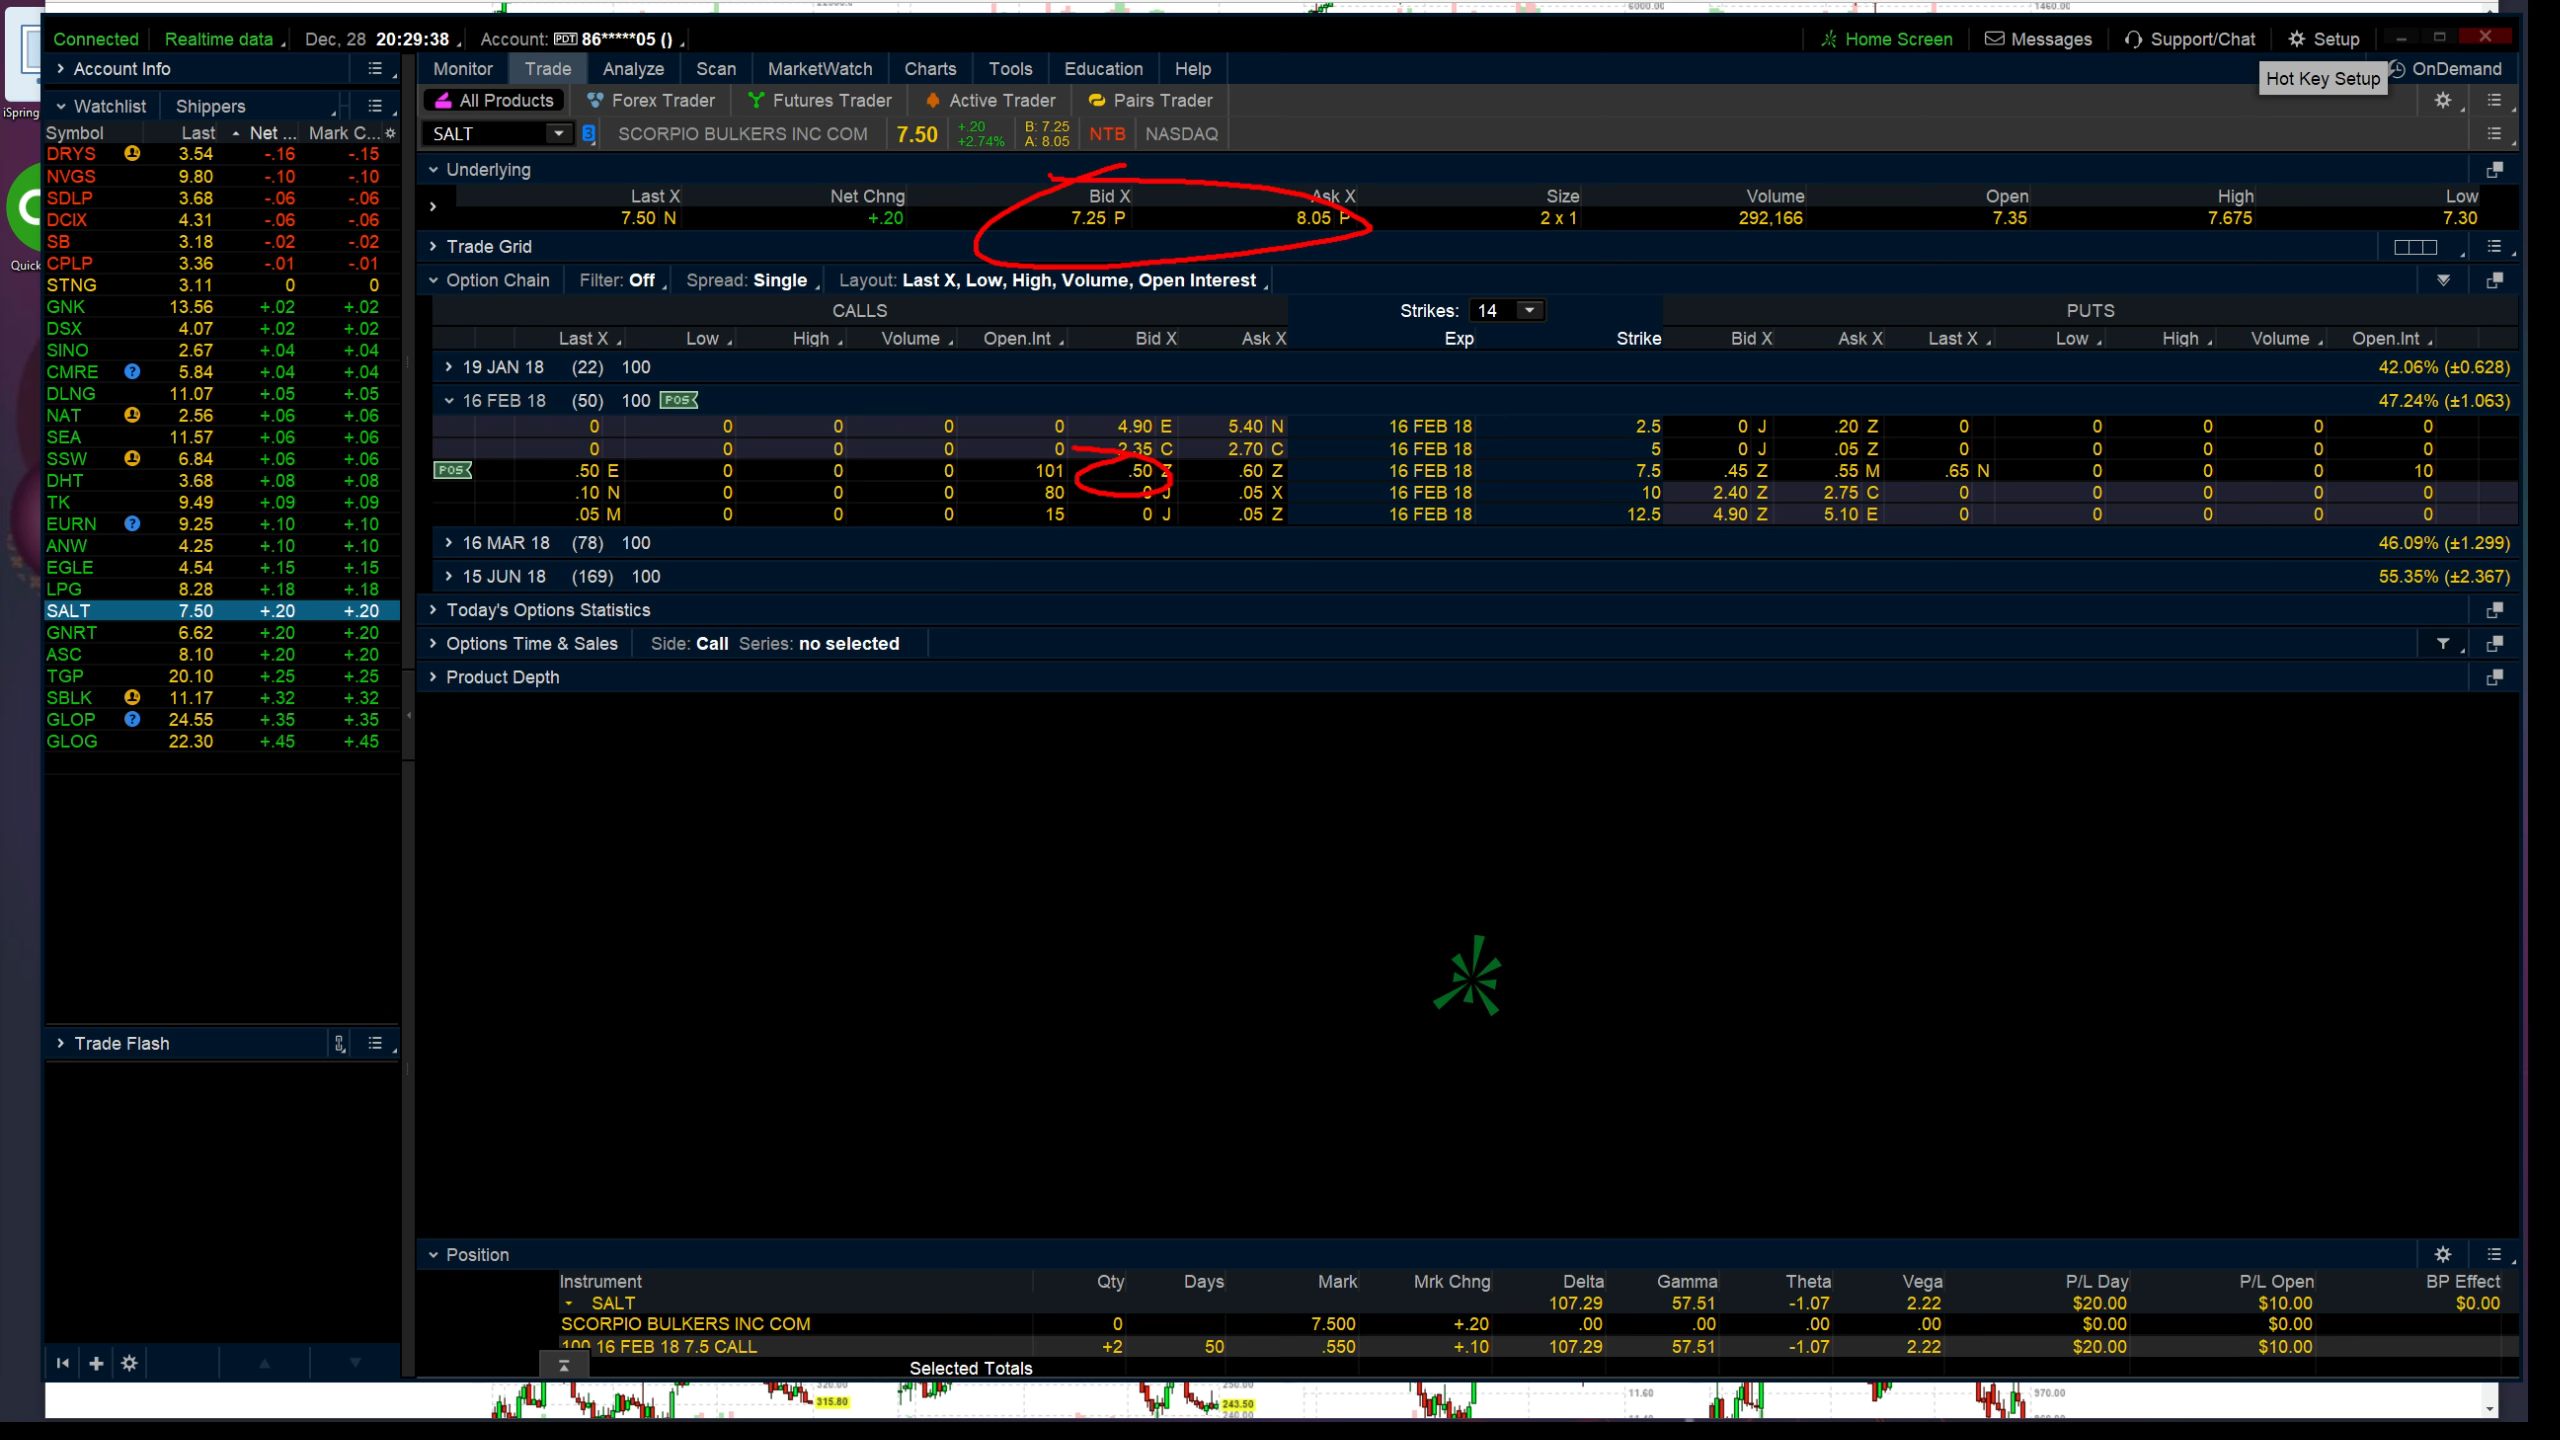 22500.00 6000.00 1460.00
Connected Realtime data Dec, 28 20:29:38 Account: PDT 86*****05 () Home Screen Messages Support/Chat Setup
Account Info Monitor Trade Analyze Scan MarketWatch Charts Tools Education Help Hot Key Setup OnDemand
Watchlist Shippers All Products Forex Trader Futures Trader Active Trader Pairs Trader
iSpring
Symbol Last Net ... Mark C... SALT 3 SCORPIO BULKERS INC COM 7.50 +.20 +2.74% B: 7.25 A: 8.05 NTB NASDAQ
DRYS 3.54 -.16 -.15
NVGS 9.80 -.10 -.10
SDLP 3.68 -.06 -.06
DCIX 4.31 -.06 -.06
SB 3.18 -.02 -.02
CPLP 3.36 -.01 -.01
Quick
STNG 3.11 0 0
GNK 13.56 +.02 +.02
DSX 4.07 +.02 +.02
SINO 2.67 +.04 +.04
CMRE ? 5.84 +.04 +.04
DLNG 11.07 +.05 +.05
NAT 2.56 +.06 +.06
SEA 11.57 +.06 +.06
SSW 6.84 +.06 +.06
DHT 3.68 +.08 +.08
TK 9.49 +.09 +.09
EURN ? 9.25 +.10 +.10
ANW 4.25 +.10 +.10
EGLE 4.54 +.15 +.15
LPG 8.28 +.18 +.18
SALT 7.50 +.20 +.20
GNRT 6.62 +.20 +.20
ASC 8.10 +.20 +.20
TGP 20.10 +.25 +.25
SBLK 11.17 +.32 +.32
GLOP ? 24.55 +.35 +.35
GLOG 22.30 +.45 +.45
Trade Flash
Underlying
Last X Net Chng Bid X Ask X Size Volume Open High Low
7.50 N +.20 7.25 P 8.05 P 2 x 1 292,166 7.35 7.675 7.30
Trade Grid
Option Chain Filter: Off Spread: Single Layout: Last X, Low, High, Volume, Open Interest
CALLS Strikes: 14 PUTS
Last X Low High Volume Open.Int Bid X Ask X Exp Strike Bid X Ask X Last X Low High Volume Open.Int
19 JAN 18 (22) 100 42.06% (±0.628)
16 FEB 18 (50) 100 POS 47.24% (±1.063)
0 0 0 0 0 4.90 E 5.40 N 16 FEB 18 2.5 0 J .20 Z 0 0 0 0 0
0 0 0 0 0 2.35 C 2.70 C 16 FEB 18 5 0 J .05 Z 0 0 0 0 0
POS .50 E 0 0 0 101 .50 Z .60 Z 16 FEB 18 7.5 .45 Z .55 M .65 N 0 0 0 10
.10 N 0 0 0 80 0 J .05 X 16 FEB 18 10 2.40 Z 2.75 C 0 0 0 0 0
.05 M 0 0 0 15 0 J .05 Z 16 FEB 18 12.5 4.90 Z 5.10 E 0 0 0 0 0
16 MAR 18 (78) 100 46.09% (±1.299)
15 JUN 18 (169) 100 55.35% (±2.367)
Today's Options Statistics
Options Time & Sales Side: Call Series: no selected
Product Depth
Position
Instrument Qty Days Mark Mrk Chng Delta Gamma Theta Vega P/L Day P/L Open BP Effect
SALT 107.29 57.51 -1.07 2.22 $20.00 $10.00 $0.00
SCORPIO BULKERS INC COM 0 7.500 +.20 .00 .00 .00 .00 $0.00 $0.00
100 16 FEB 18 7.5 CALL +2 50 .550 +.10 107.29 57.51 -1.07 2.22 $20.00 $10.00
Selected Totals
315.80 243.50 11.60 970.00